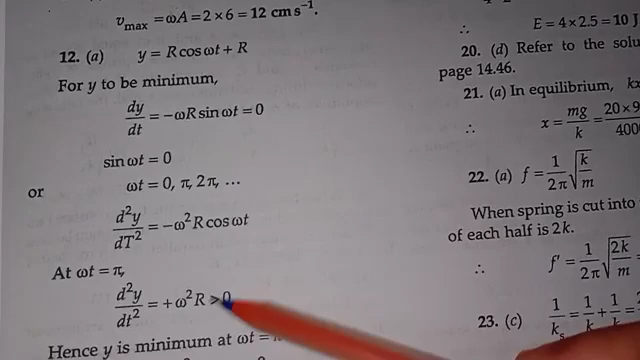 v_max = ωA = 2 × 6 = 12 cm s⁻¹.
12. (a) y = R cos ωt + R
For y to be minimum,
dy/dt = −ωR sin ωt = 0
sin ωt = 0
or ωt = 0, π, 2π, ...
d²y/dT² = −ω²R cos ωt
At ωt = π,
d²y/dt² = +ω²R > 0
Hence y is minimum at ωt =
∴ E = 4 × 2.5 = 10 J
20. (d) Refer to the solu
page 14.46.
21. (a) In equilibrium, kx
∴ x = mg/k = 20 × 9/400
22. (a) f = 1/2π √(k/m)
When spring is cut into
of each half is 2k.
∴ f' = 1/2π √(2k/m) =
23. (c) 1/k_s = 1/k + 1/k =